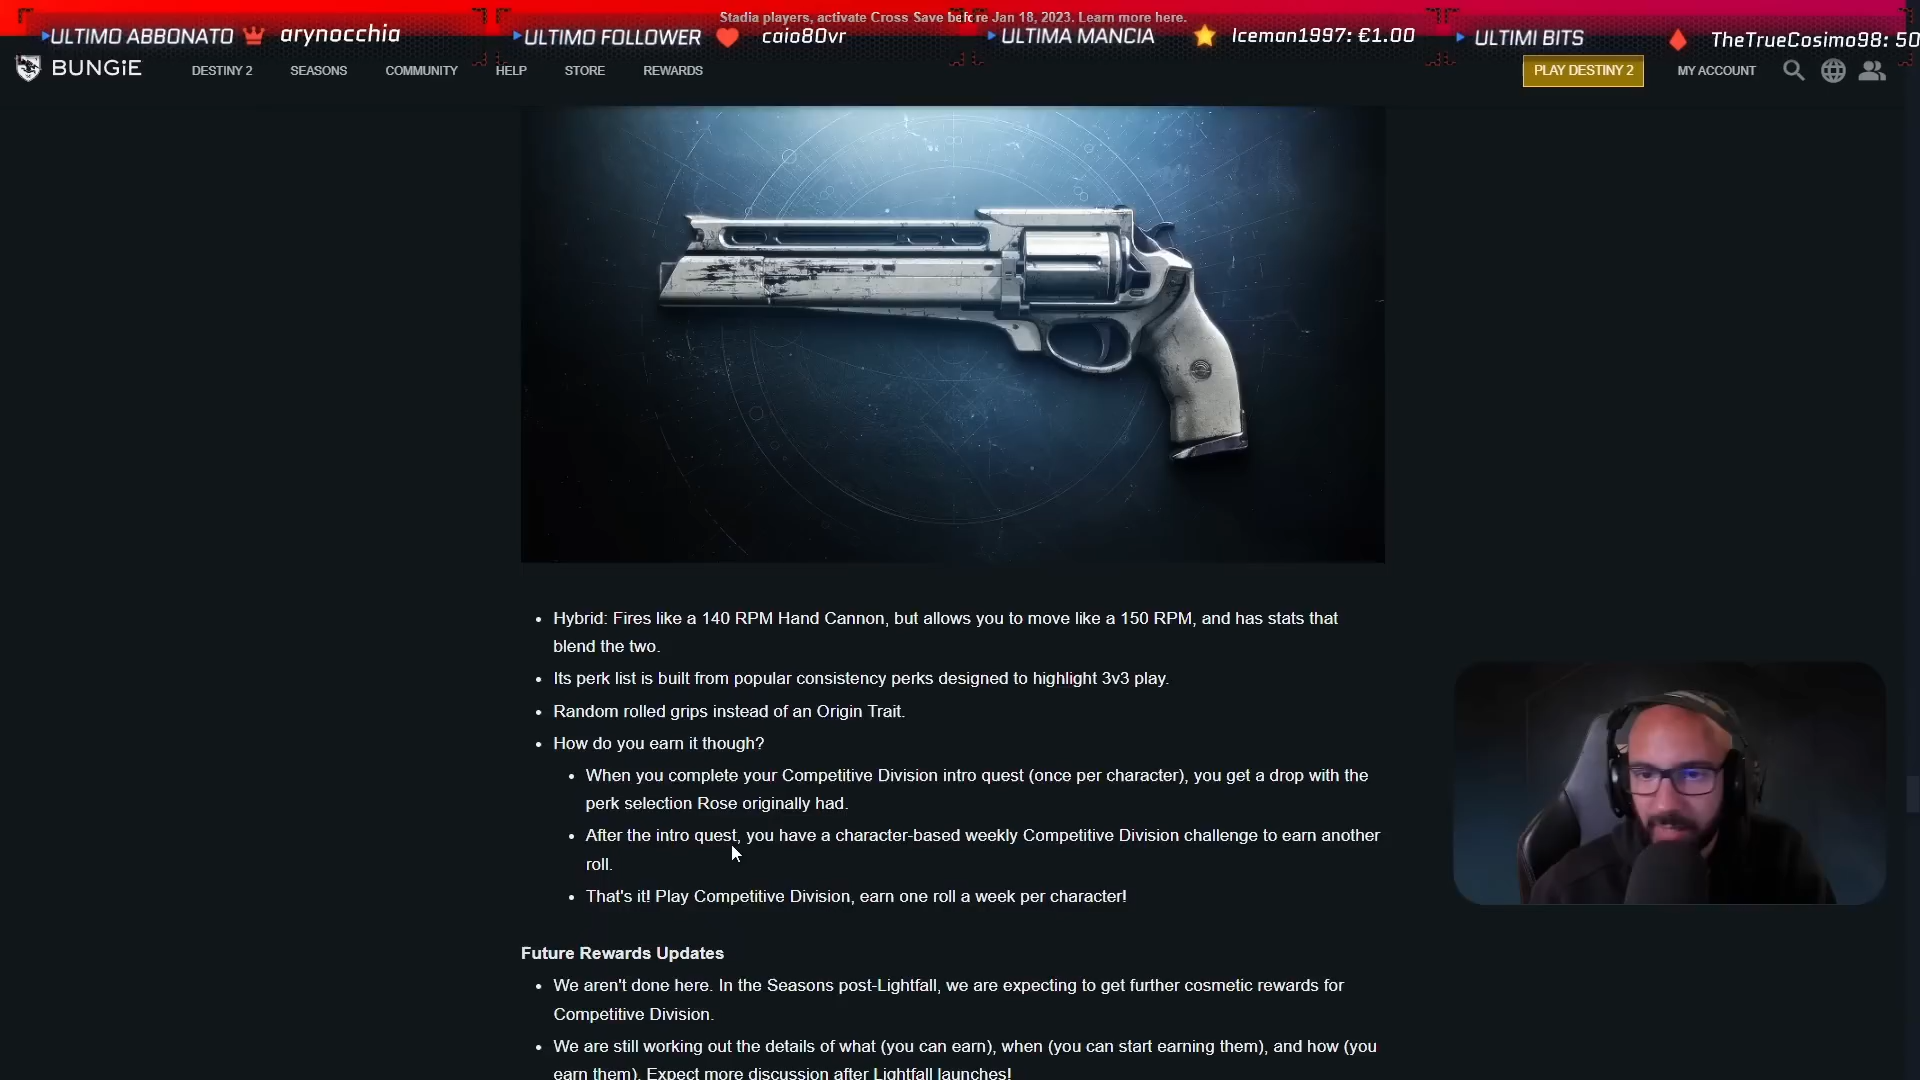 Stadia players, activate Cross Save before Jan 18, 2023. Learn more here.
ULTIMO ABBONATO arynocchia ULTIMO FOLLOWER caio80vr ULTIMA MANCIA Iceman1997: €1.00 ULTIMI BITS TheTrueCosimo98: 50
BUNGiE DESTINY 2 SEASONS COMMUNITY HELP STORE REWARDS PLAY DESTINY 2 MY ACCOUNT
• Hybrid: Fires like a 140 RPM Hand Cannon, but allows you to move like a 150 RPM, and has stats that
blend the two.
• Its perk list is built from popular consistency perks designed to highlight 3v3 play.
• Random rolled grips instead of an Origin Trait.
• How do you earn it though?
• When you complete your Competitive Division intro quest (once per character), you get a drop with the
perk selection Rose originally had.
• After the intro quest, you have a character-based weekly Competitive Division challenge to earn another
roll.
• That's it! Play Competitive Division, earn one roll a week per character!
Future Rewards Updates
• We aren't done here. In the Seasons post-Lightfall, we are expecting to get further cosmetic rewards for
Competitive Division.
• We are still working out the details of what (you can earn), when (you can start earning them), and how (you
earn them). Expect more discussion after Lightfall launches!